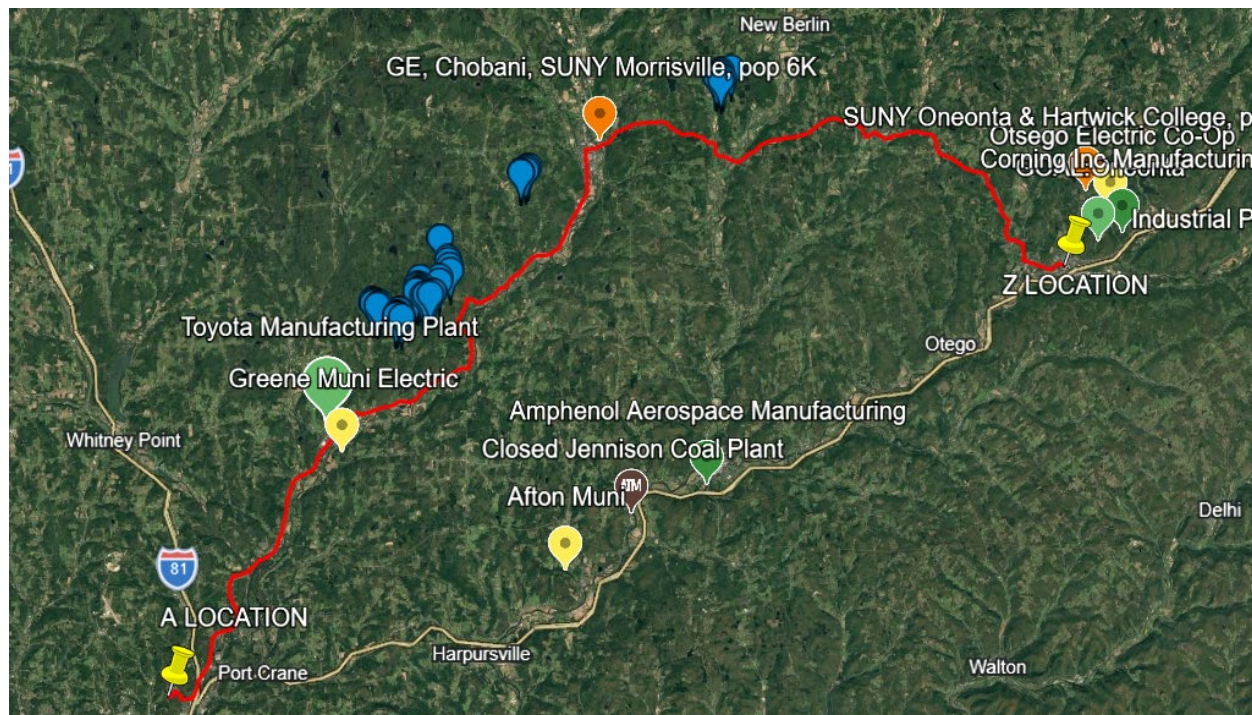 New Berlin
GE, Chobani, SUNY Morrisville, pop 6K
SUNY Oneonta & Hartwick College, p
Otsego Electric Co-Op
Corning Inc Manufacturin
Oneonta
Industrial P
Z LOCATION
Toyota Manufacturing Plant
Otego
Greene Muni Electric
Amphenol Aerospace Manufacturing
Whitney Point
Closed Jennison Coal Plant
ATM
Afton Muni
Delhi
81
A LOCATION
Harpursville
Port Crane
Walton